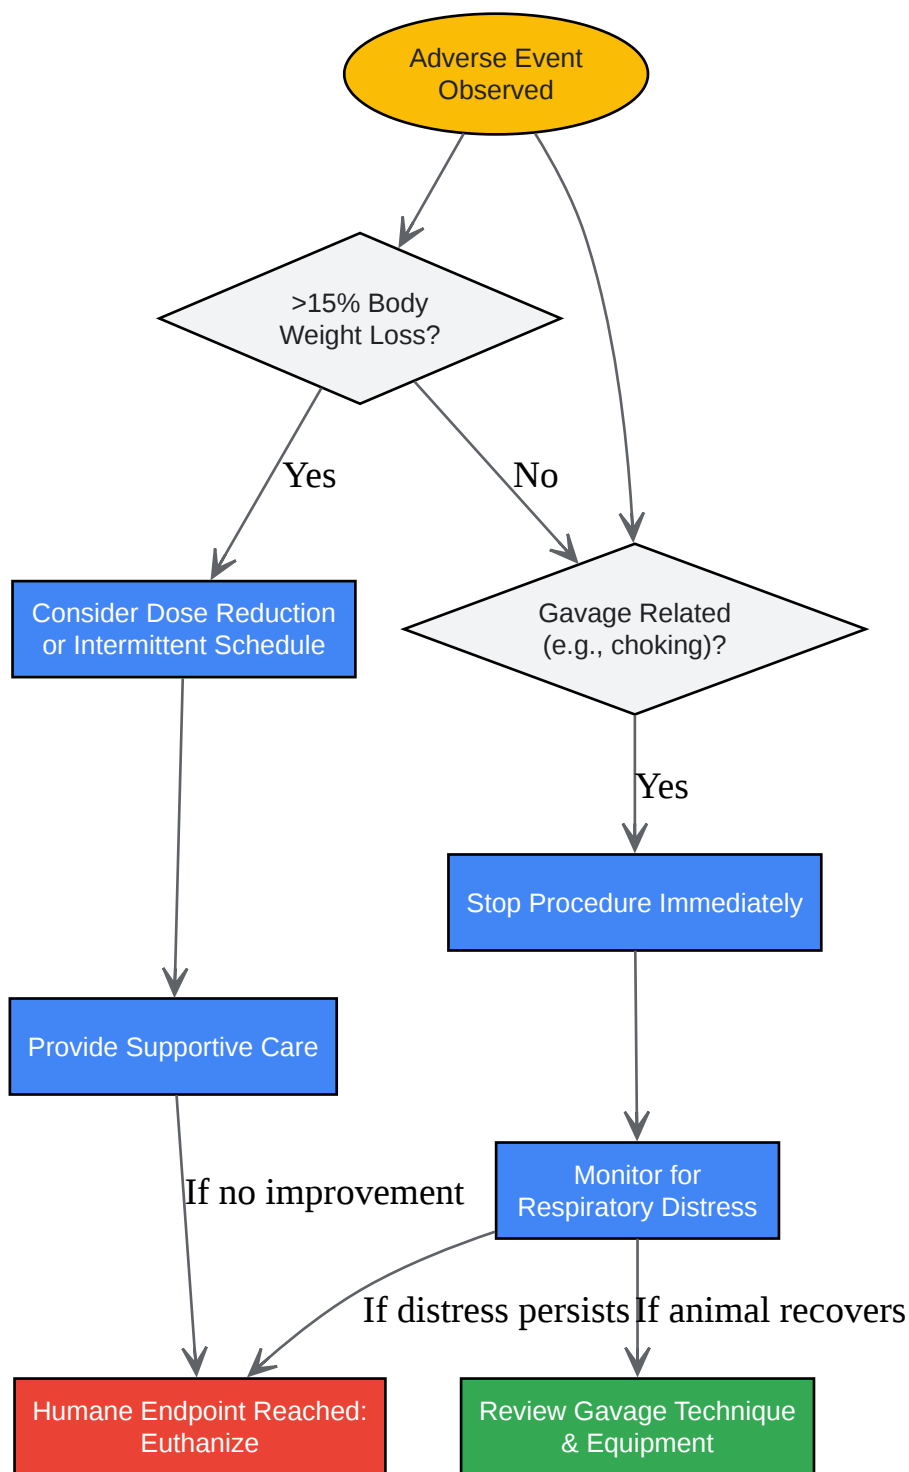 Adverse Event
Observed
>15% Body
Weight Loss?
Yes
No
Consider Dose Reduction
or Intermittent Schedule
Gavage Related
(e.g., choking)?
Yes
Stop Procedure Immediately
Provide Supportive Care
Monitor for
Respiratory Distress
If no improvement
If distress persists
If animal recovers
Humane Endpoint Reached:
Euthanize
Review Gavage Technique
& Equipment